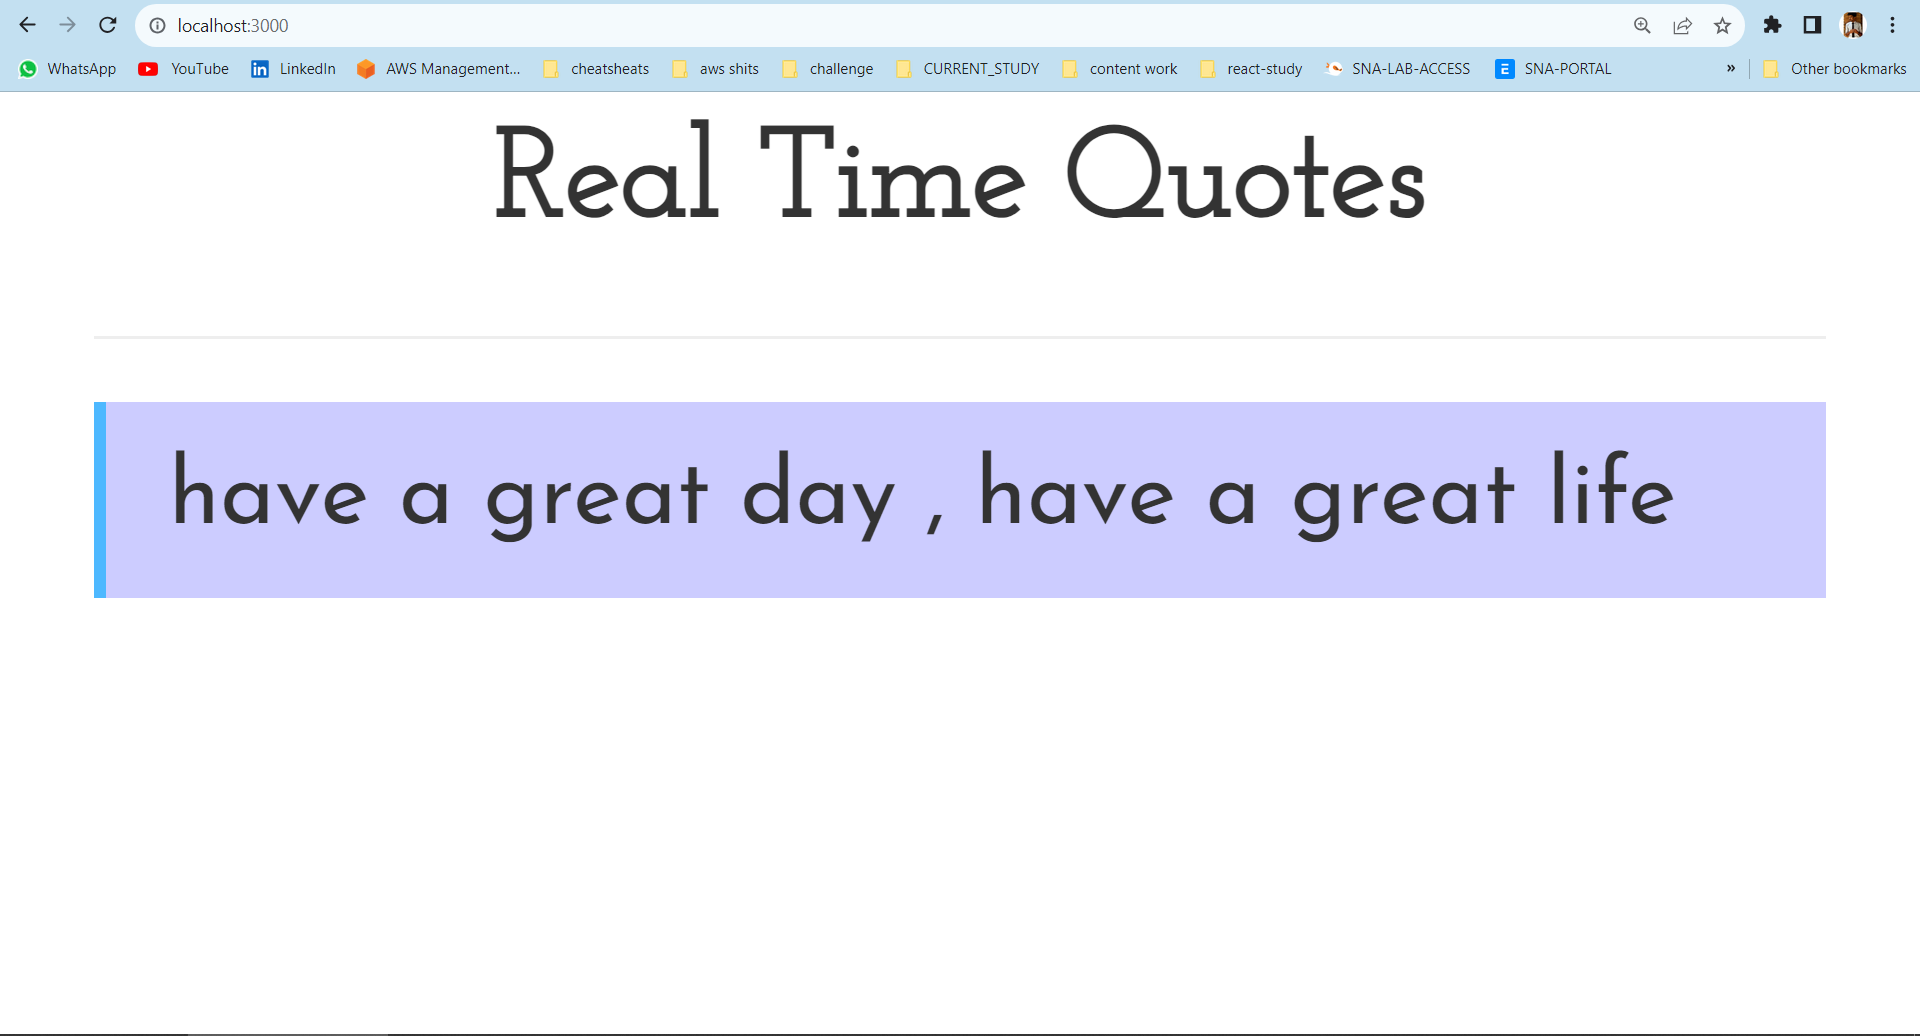 localhost:3000
WhatsApp YouTube LinkedIn AWS Management... cheatsheats aws shits challenge CURRENT_STUDY content work react-study SNA-LAB-ACCESS SNA-PORTAL » Other bookmarks
Real Time Quotes
have a great day , have a great life